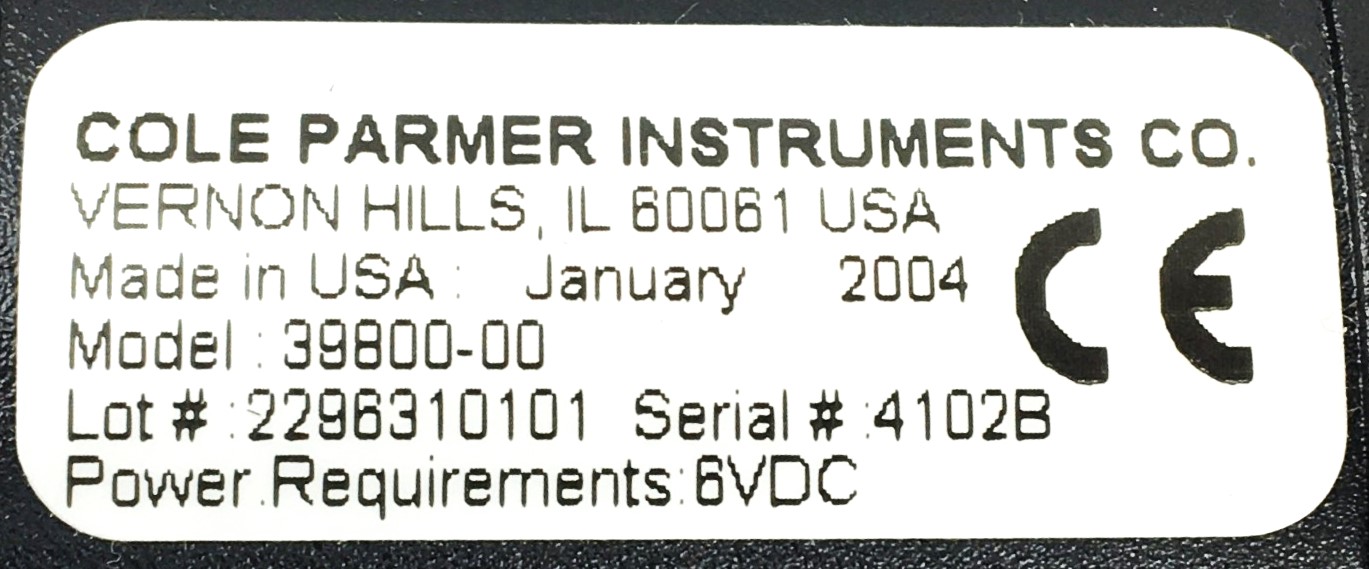 COLE PARMER INSTRUMENTS CO.
VERNON HILLS, IL 60061 USA
Made in USA : January 2004
Model : 39800-00
Lot # :2296310101 Serial # :4102B
Power Requirements:6VDC
CE